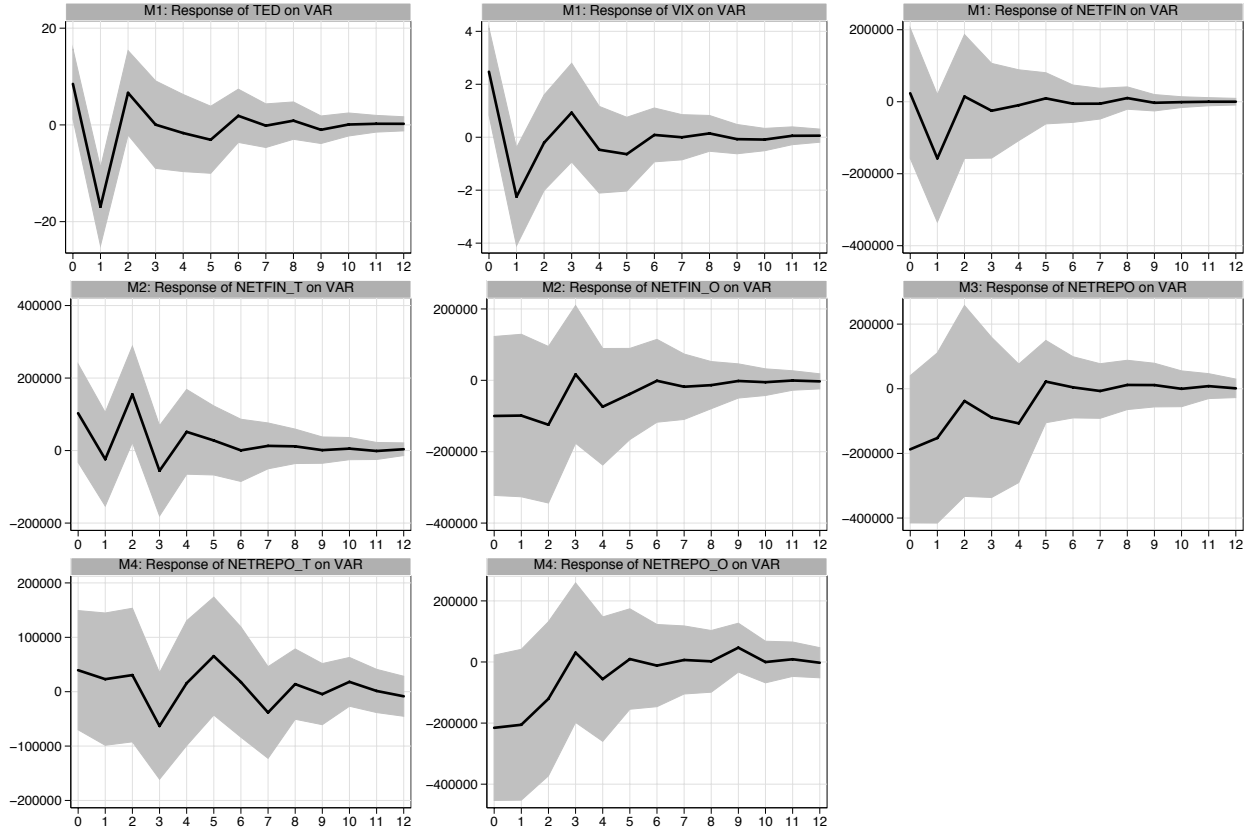 M1: Response of TED on VAR
20
0
−20
0 1 2 3 4 5 6 7 8 9 10 11 12
M1: Response of VIX on VAR
4
2
0
−2
−4
0 1 2 3 4 5 6 7 8 9 10 11 12
M1: Response of NETFIN on VAR
200000
0
−200000
−400000
0 1 2 3 4 5 6 7 8 9 10 11 12
M2: Response of NETFIN_T on VAR
400000
200000
0
−200000
0 1 2 3 4 5 6 7 8 9 10 11 12
M2: Response of NETFIN_O on VAR
200000
0
−200000
−400000
0 1 2 3 4 5 6 7 8 9 10 11 12
M3: Response of NETREPO on VAR
200000
0
−200000
−400000
0 1 2 3 4 5 6 7 8 9 10 11 12
M4: Response of NETREPO_T on VAR
200000
100000
0
−100000
−200000
0 1 2 3 4 5 6 7 8 9 10 11 12
M4: Response of NETREPO_O on VAR
200000
0
−200000
−400000
0 1 2 3 4 5 6 7 8 9 10 11 12